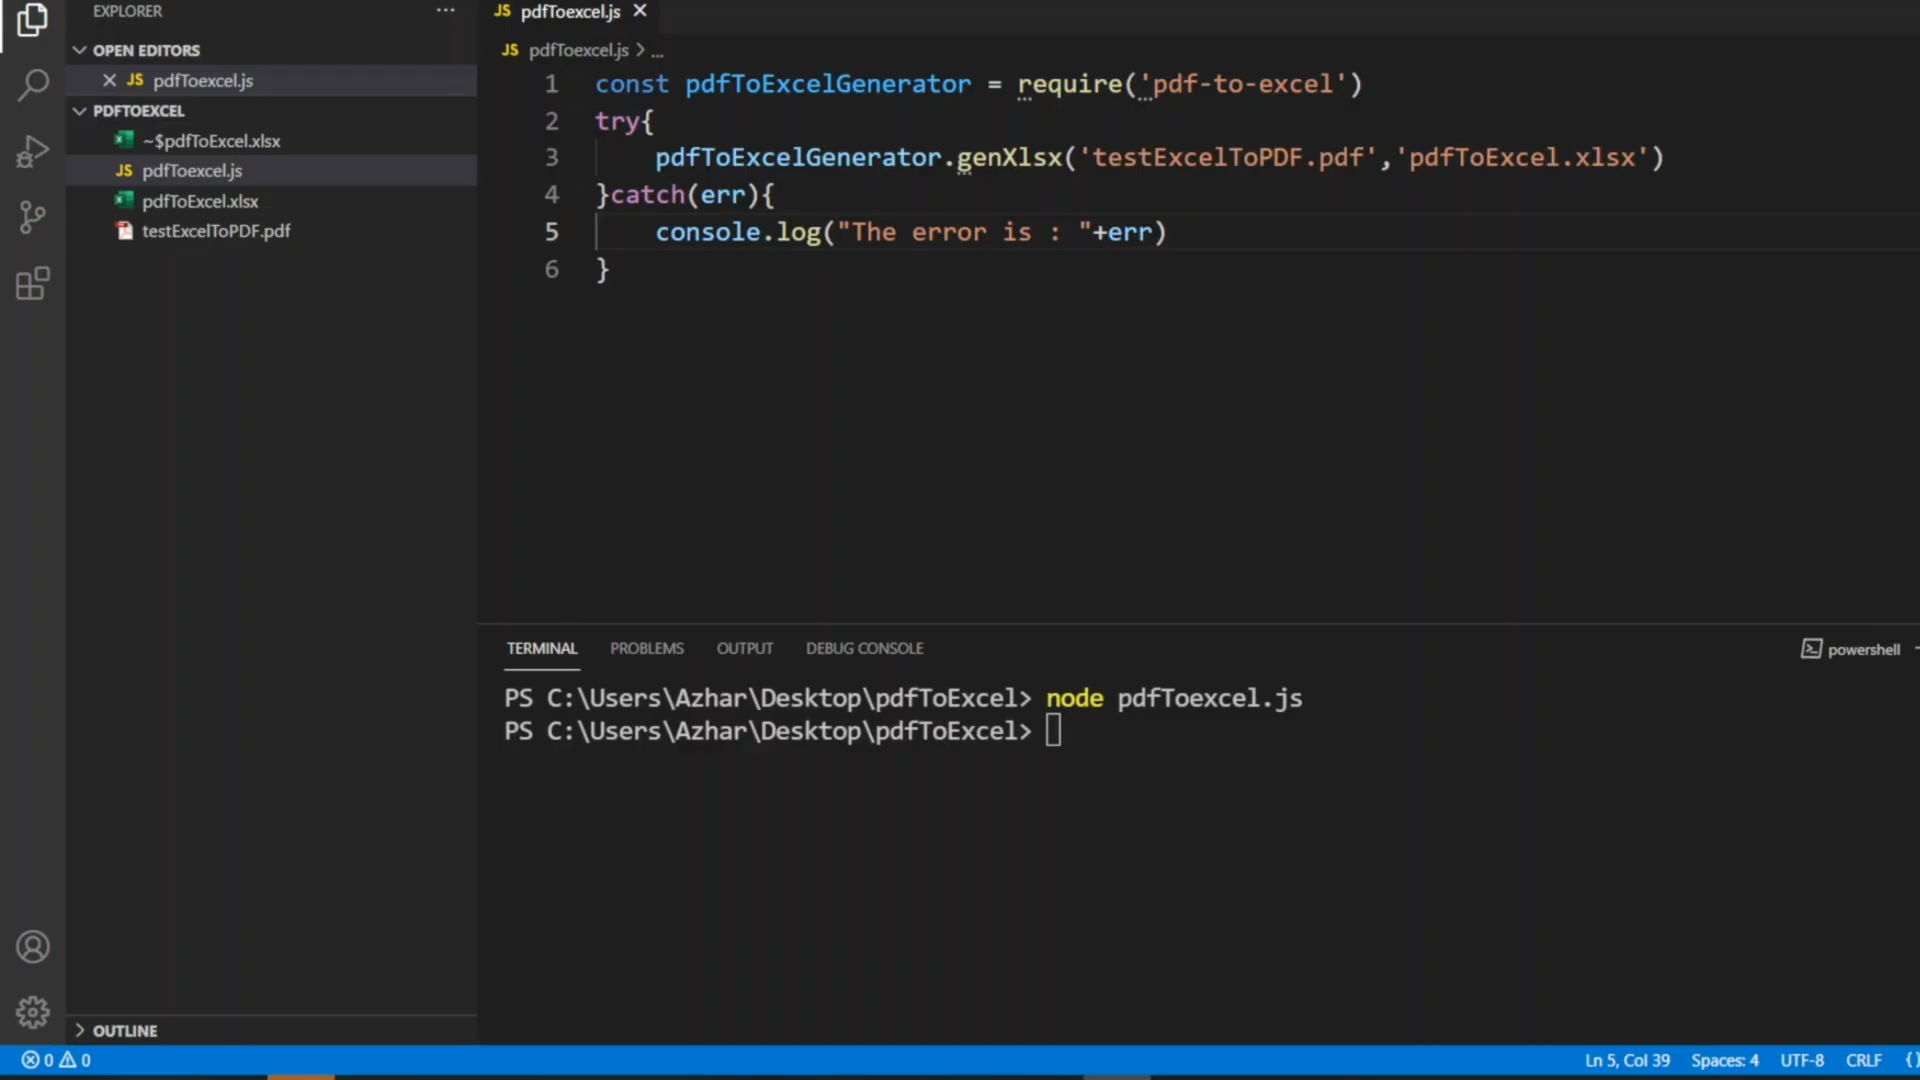 EXPLORER ...
OPEN EDITORS
JS pdfToexcel.js
PDFTOEXCEL
~$pdfToExcel.xlsx
JS pdfToexcel.js
pdfToExcel.xlsx
testExcelToPDF.pdf
OUTLINE
JS pdfToexcel.js
JS pdfToexcel.js > ...
1 const pdfToExcelGenerator = require('pdf-to-excel')
2 try{
3 pdfToExcelGenerator.genXlsx('testExcelToPDF.pdf','pdfToExcel.xlsx')
4 }catch(err){
5 console.log("The error is : "+err)
6 }
TERMINAL PROBLEMS OUTPUT DEBUG CONSOLE powershell
PS C:\Users\Azhar\Desktop\pdfToExcel> node pdfToexcel.js
PS C:\Users\Azhar\Desktop\pdfToExcel>
0 0 Ln 5, Col 39 Spaces: 4 UTF-8 CRLF {}